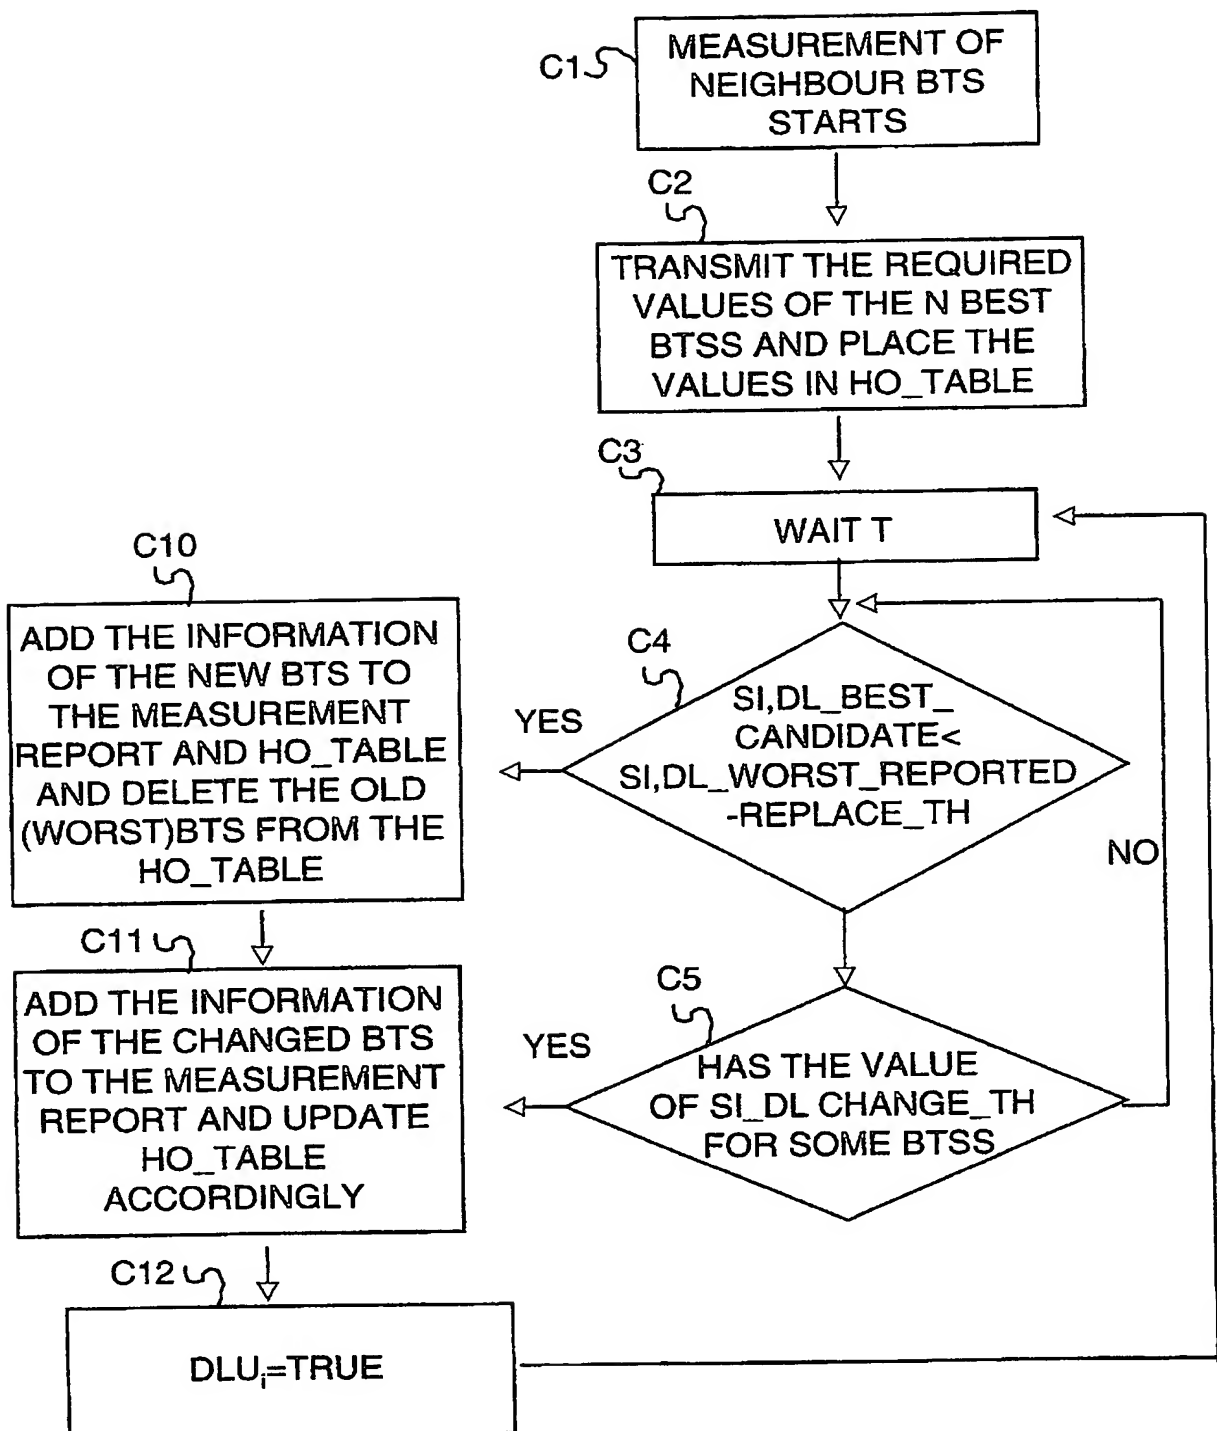 C1
MEASUREMENT OF
NEIGHBOUR BTS
STARTS
C2
TRANSMIT THE REQUIRED
VALUES OF THE N BEST
BTSS AND PLACE THE
VALUES IN HO_TABLE
C3
WAIT T
C10
ADD THE INFORMATION
OF THE NEW BTS TO
THE MEASUREMENT
REPORT AND HO_TABLE
AND DELETE THE OLD
(WORST)BTS FROM THE
HO_TABLE
YES
C4
SI,DL_BEST_
CANDIDATE<
SI,DL_WORST_REPORTED
-REPLACE_TH
NO
C11
ADD THE INFORMATION
OF THE CHANGED BTS
TO THE MEASUREMENT
REPORT AND UPDATE
HO_TABLE
ACCORDINGLY
YES
C5
HAS THE VALUE
OF SI_DL CHANGE_TH
FOR SOME BTSS
C12
DLUi=TRUE